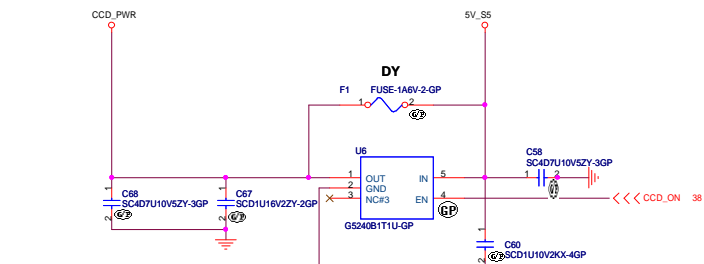 CCD_PWR
5V_S5
DY
F1
FUSE-1A6V-2-GP
1
2
G/P
U6
C58
SC4D7U10V5ZY-3GP
1
OUT
IN
5
1
2
2
GND
3
NC#3
EN
4
GP
CCD_ON
38
G5240B1T1U-GP
1
C68
SC4D7U10V5ZY-3GP
G/P
2
1
C67
SCD1U16V2ZY-2GP
G/P
2
1
C60
SCD1U10V2KX-4GP
G/P
2